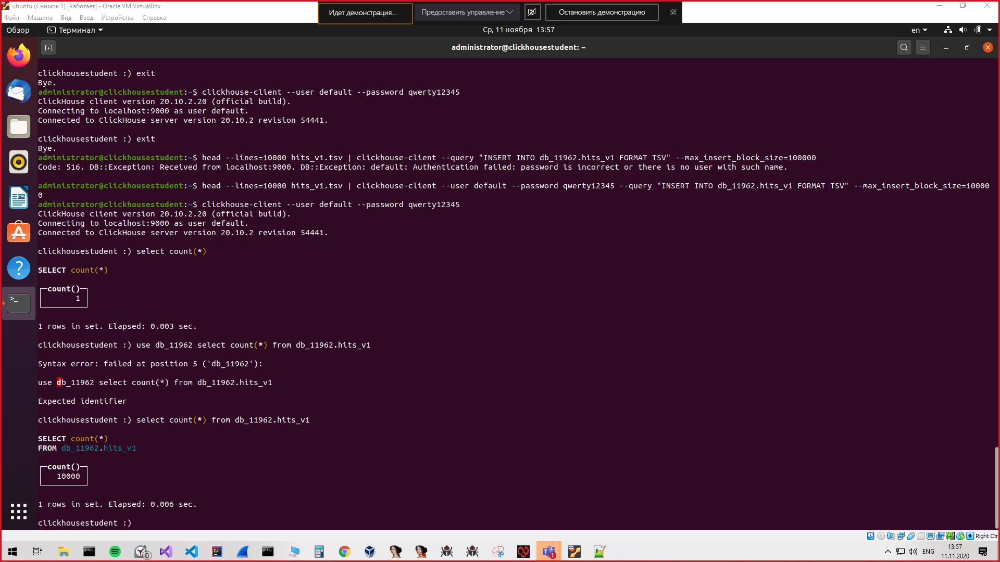 ubuntu (Снимок 1) [Работает] - Oracle VM VirtualBox
Файл Машина Вид Ввод Устройства Справка
Идет демонстрация... Предоставить управление Остановить демонстрацию
Обзор Терминал Ср, 11 ноября 13:57 en
administrator@clickhousestudent: ~
clickhousestudent :) exit
Bye.
administrator@clickhousestudent:~$ clickhouse-client --user default --password qwerty12345
ClickHouse client version 20.10.2.20 (official build).
Connecting to localhost:9000 as user default.
Connected to ClickHouse server version 20.10.2 revision 54441.
clickhousestudent :) exit
Bye.
administrator@clickhousestudent:~$ head --lines=10000 hits_v1.tsv | clickhouse-client --query "INSERT INTO db_11962.hits_v1 FORMAT TSV" --max_insert_block_size=100000
Code: 516. DB::Exception: Received from localhost:9000. DB::Exception: default: Authentication failed: password is incorrect or there is no user with such name.
administrator@clickhousestudent:~$ head --lines=10000 hits_v1.tsv | clickhouse-client --user default --password qwerty12345 --query "INSERT INTO db_11962.hits_v1 FORMAT TSV" --max_insert_block_size=10000
0
administrator@clickhousestudent:~$ clickhouse-client --user default --password qwerty12345
ClickHouse client version 20.10.2.20 (official build).
Connecting to localhost:9000 as user default.
Connected to ClickHouse server version 20.10.2 revision 54441.
clickhousestudent :) select count(*)
SELECT count(*)
count()
1
1 rows in set. Elapsed: 0.003 sec.
clickhousestudent :) use db_11962 select count(*) from db_11962.hits_v1
Syntax error: failed at position 5 ('db_11962'):
use db_11962 select count(*) from db_11962.hits_v1
Expected identifier
clickhousestudent :) select count(*) from db_11962.hits_v1
SELECT count(*)
FROM db_11962.hits_v1
count()
10000
1 rows in set. Elapsed: 0.006 sec.
clickhousestudent :)
Right Ctrl
ENG 13:57
11.11.2020